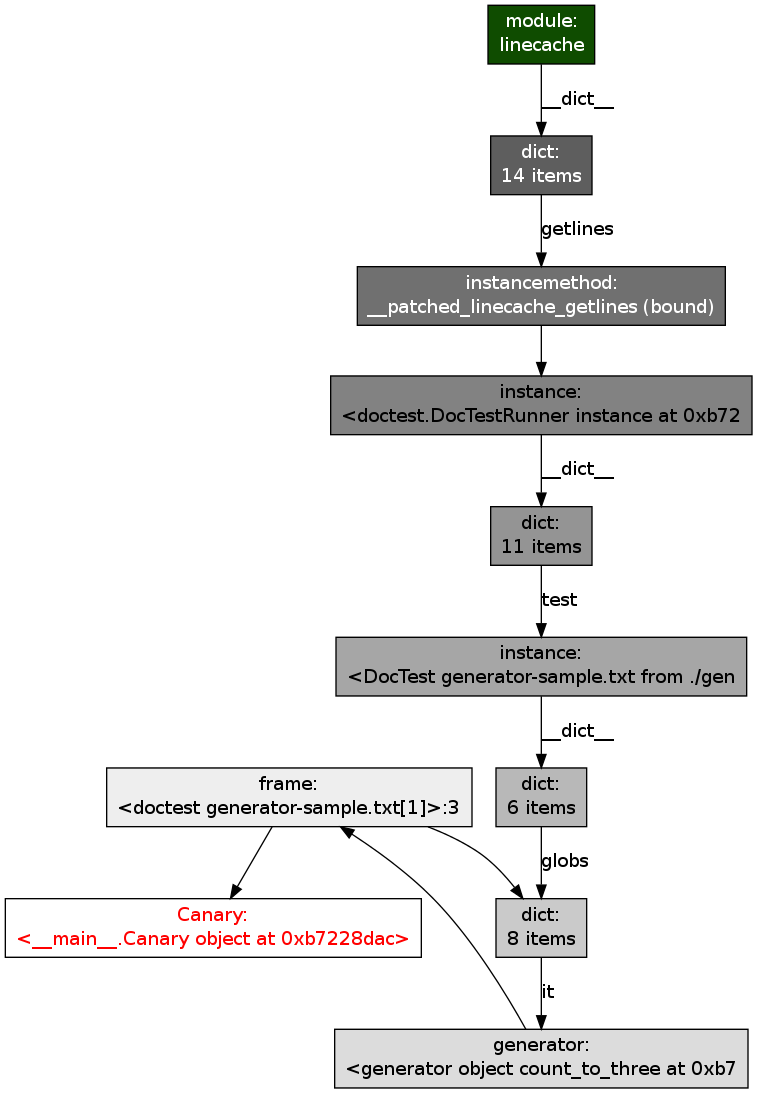 module:
linecache
__dict__
dict:
14 items
getlines
instancemethod:
__patched_linecache_getlines (bound)
instance:
<doctest.DocTestRunner instance at 0xb72
__dict__
dict:
11 items
test
instance:
<DocTest generator-sample.txt from ./gen
__dict__
frame:
<doctest generator-sample.txt[1]>:3
dict:
6 items
globs
Canary:
<__main__.Canary object at 0xb7228dac>
dict:
8 items
it
generator:
<generator object count_to_three at 0xb7